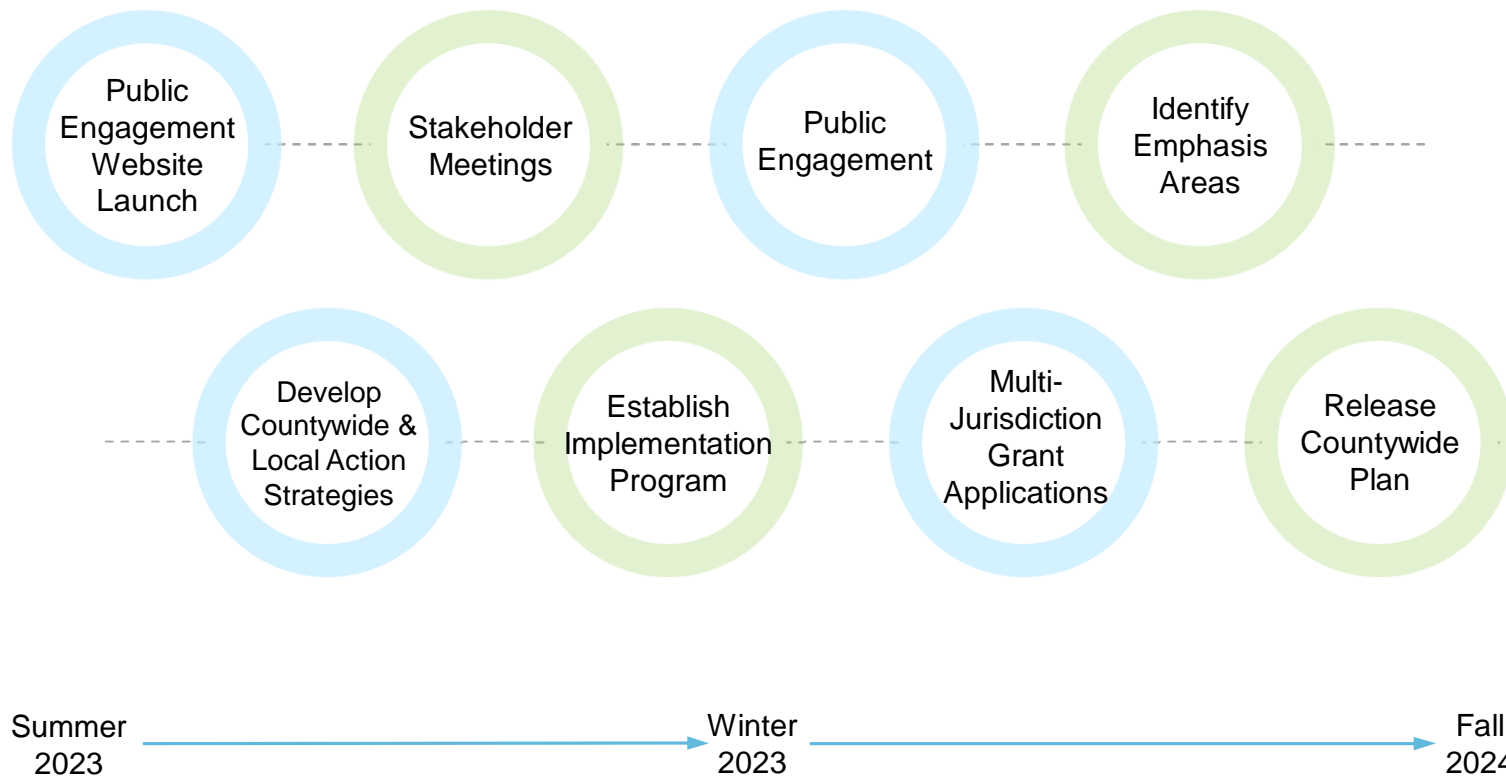 Public
Engagement
Website
Launch
Stakeholder
Meetings
Public
Engagement
Identify
Emphasis
Areas
Develop
Countywide &
Local Action
Strategies
Establish
Implementation
Program
Multi-
Jurisdiction
Grant
Applications
Release
Countywide
Plan
Summer
2023
Winter
2023
Fall
2024